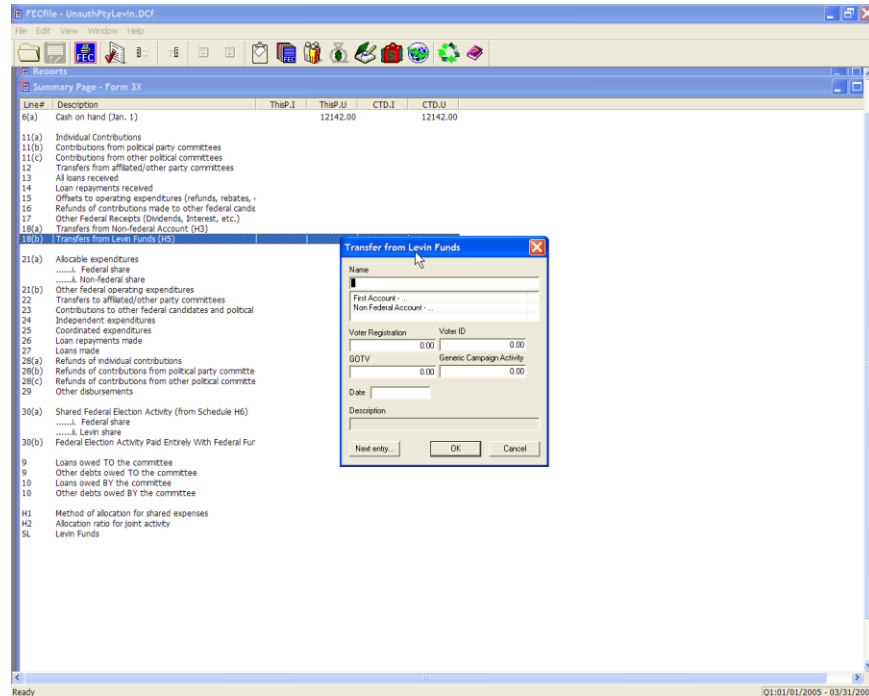 FECfile - UnauthPtyLevin.DCf
File Edit View Window Help
FEC
Reports
Summary Page - Form 3X
Line# Description ThisP.I ThisP.U CTD.I CTD.U
6(a) Cash on hand (Jan. 1) 12142.00 12142.00
11(a) Individual Contributions
11(b) Contributions from political party committees
11(c) Contributions from other political committees
12 Transfers from affiliated/other party committees
13 All loans received
14 Loan repayments received
15 Offsets to operating expenditures (refunds, rebates,
16 Refunds of contributions made to other federal candic
17 Other Federal Receipts (Dividends, Interest, etc.)
18(a) Transfers from Non-federal Account (H3)
18(b) Transfers from Levin Funds (H5)
21(a) Allocable expenditures
......i. Federal share
......ii. Non-federal share
21(b) Other federal operating expenditures
22 Transfers to affiliated/other party committees
23 Contributions to other federal candidates and political
24 Independent expenditures
25 Coordinated expenditures
26 Loan repayments made
27 Loans made
28(a) Refunds of individual contributions
28(b) Refunds of contributions from political party committe
28(c) Refunds of contributions from other political committe
29 Other disbursements
30(a) Shared Federal Election Activity (from Schedule H6)
......i. Federal share
......ii. Levin share
30(b) Federal Election Activity Paid Entirely With Federal Fur
9 Loans owed TO the committee
9 Other debts owed TO the committee
10 Loans owed BY the committee
10 Other debts owed BY the committee
H1 Method of allocation for shared expenses
H2 Allocation ratio for joint activity
SL Levin Funds
Transfer from Levin Funds
Name
First Account - ...
Non Federal Account - ...
Voter Registration Voter ID
0.00 0.00
GOTV Generic Campaign Activity
0.00 0.00
Date
Description
Next entry... OK Cancel
Ready Q1:01/01/2005 - 03/31/200